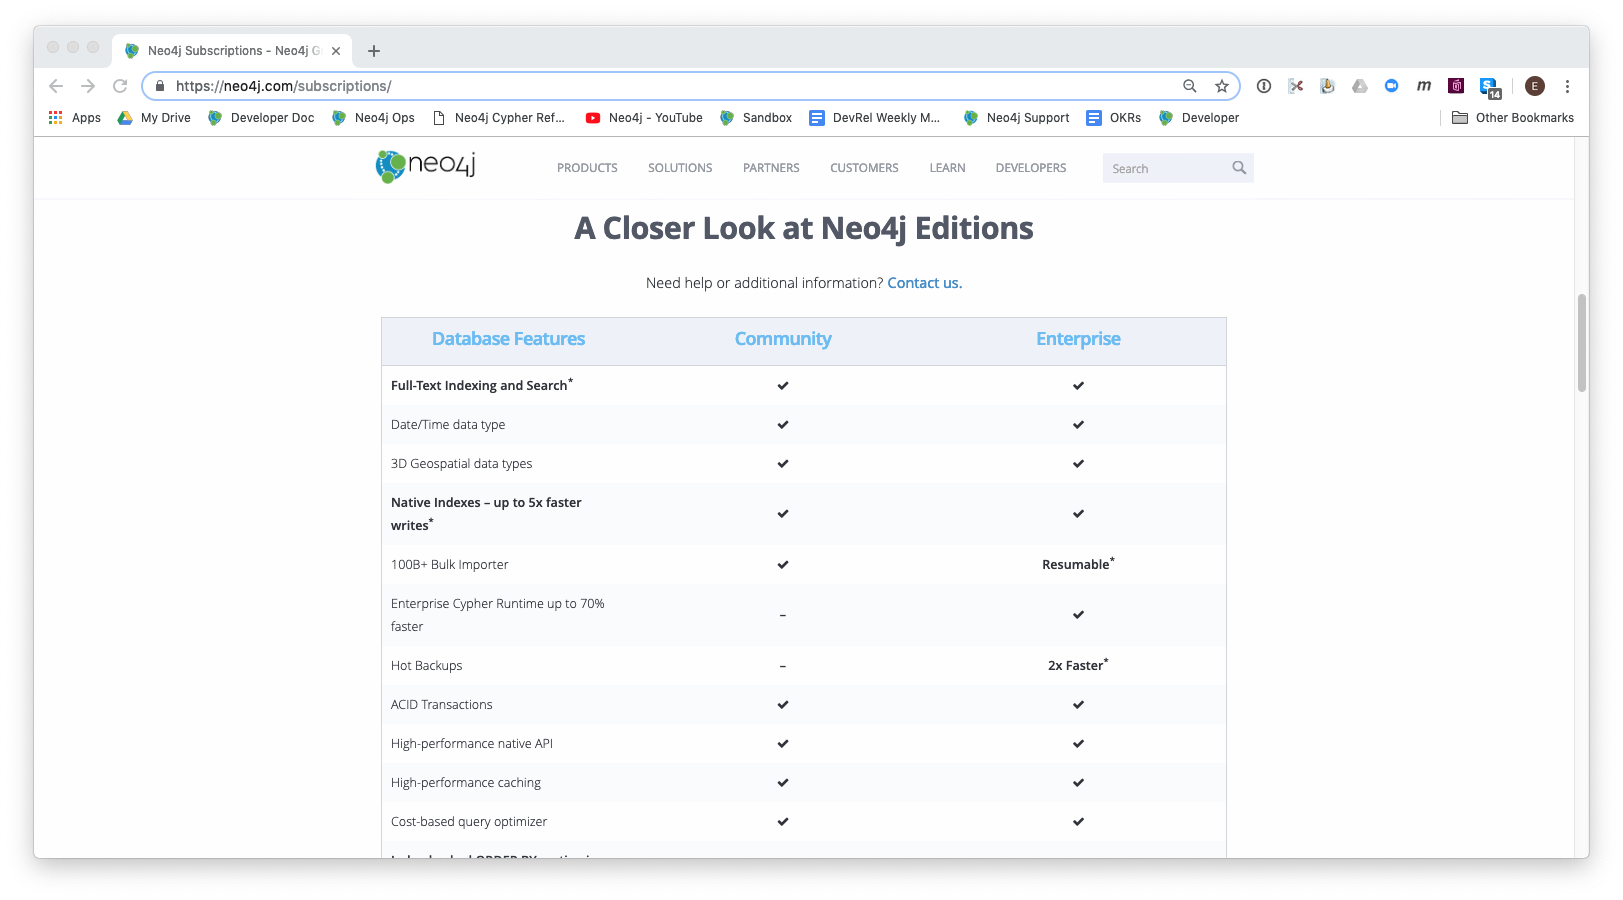 Neo4j Subscriptions - Neo4j G
https://neo4j.com/subscriptions/
m
14
E
Apps
My Drive
Developer Doc
Neo4j Ops
Neo4j Cypher Ref...
Neo4j - YouTube
Sandbox
DevRel Weekly M...
Neo4j Support
OKRs
Developer
Other Bookmarks
neo4j
PRODUCTS
SOLUTIONS
PARTNERS
CUSTOMERS
LEARN
DEVELOPERS
Search
A Closer Look at Neo4j Editions
Need help or additional information? Contact us.
Database Features Community Enterprise
Full-Text Indexing and Search* ✔ ✔
Date/Time data type ✔ ✔
3D Geospatial data types ✔ ✔
Native Indexes – up to 5x faster
writes* ✔ ✔
100B+ Bulk Importer ✔ Resumable*
Enterprise Cypher Runtime up to 70%
faster – ✔
Hot Backups – 2x Faster*
ACID Transactions ✔ ✔
High-performance native API ✔ ✔
High-performance caching ✔ ✔
Cost-based query optimizer ✔ ✔